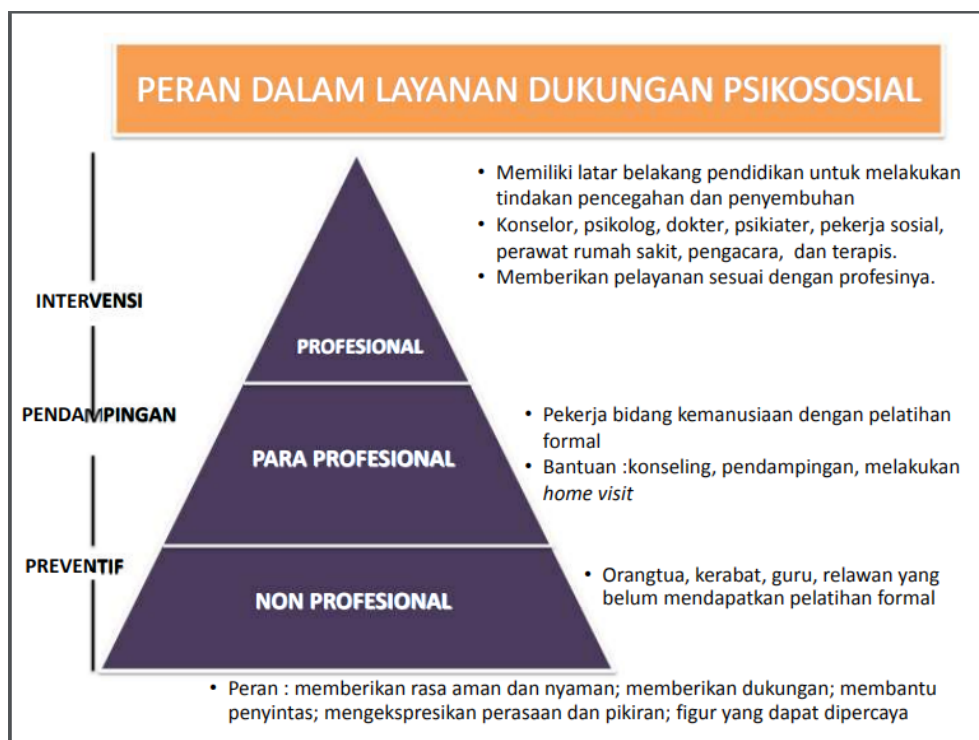 PERAN DALAM LAYANAN DUKUNGAN PSIKOSOSIAL
• Memiliki latar belakang pendidikan untuk melakukan
tindakan pencegahan dan penyembuhan
• Konselor, psikolog, dokter, psikiater, pekerja sosial,
perawat rumah sakit, pengacara, dan terapis.
• Memberikan pelayanan sesuai dengan profesinya.
INTERVENSI
PROFESIONAL
PENDAMPINGAN
• Pekerja bidang kemanusiaan dengan pelatihan
formal
PARA PROFESIONAL
• Bantuan :konseling, pendampingan, melakukan
home visit
PREVENTIF
• Orangtua, kerabat, guru, relawan yang
belum mendapatkan pelatihan formal
NON PROFESIONAL
• Peran : memberikan rasa aman dan nyaman; memberikan dukungan; membantu
penyintas; mengekspresikan perasaan dan pikiran; figur yang dapat dipercaya